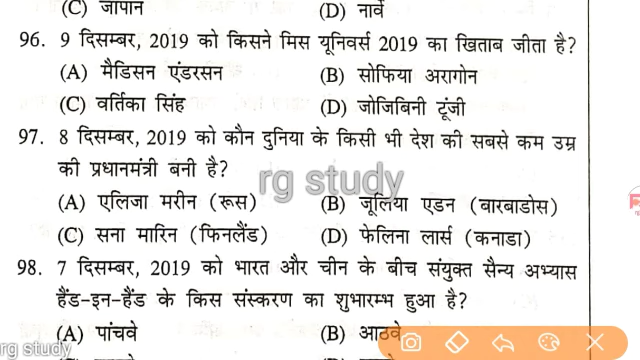 (C) जापान (D) नार्वे
96. 9 दिसम्बर, 2019 को किसने मिस यूनिवर्स 2019 का खिताब जीता है?
(A) मैडिसन एंडरसन (B) सोफिया अरागोन
(C) वर्तिका सिंह (D) जोजिबिनी टूंजी
97. 8 दिसम्बर, 2019 को कौन दुनिया के किसी भी देश की सबसे कम उम्र
की प्रधानमंत्री बनी है?
rg study
(A) एलिजा मरीन (रूस) (B) जूलिया एडन (बारबाडोस)
(C) सना मारिन (फिनलैंड) (D) फेलिना लार्स (कनाडा)
98. 7 दिसम्बर, 2019 को भारत और चीन के बीच संयुक्त सैन्य अभ्यास
हैंड-इन-हैंड के किस संस्करण का शुभारम्भ हुआ है?
(A) पांचवे (B) आठवे
rg study